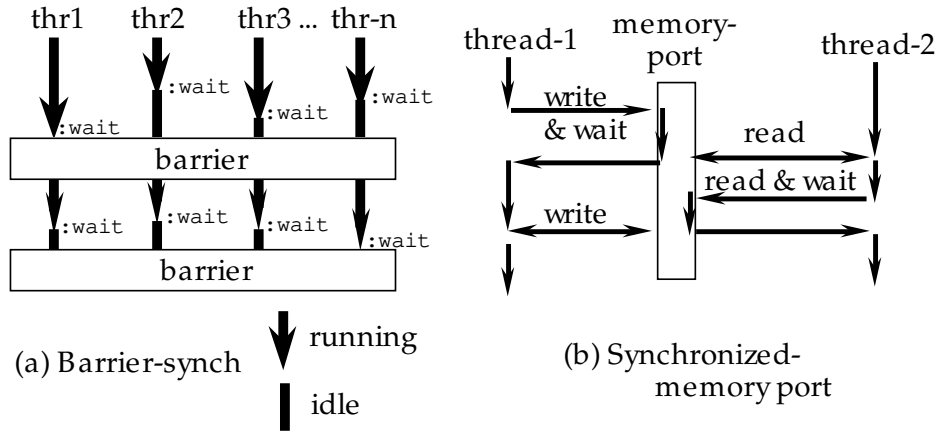 thr1 thr2 thr3 ... thr-n
:wait
:wait
:wait
:wait
barrier
:wait
:wait
:wait
:wait
barrier
running
(a) Barrier-synch
idle
thread-1
memory-
port
thread-2
write
& wait
read
read & wait
write
(b) Synchronized-
memory port